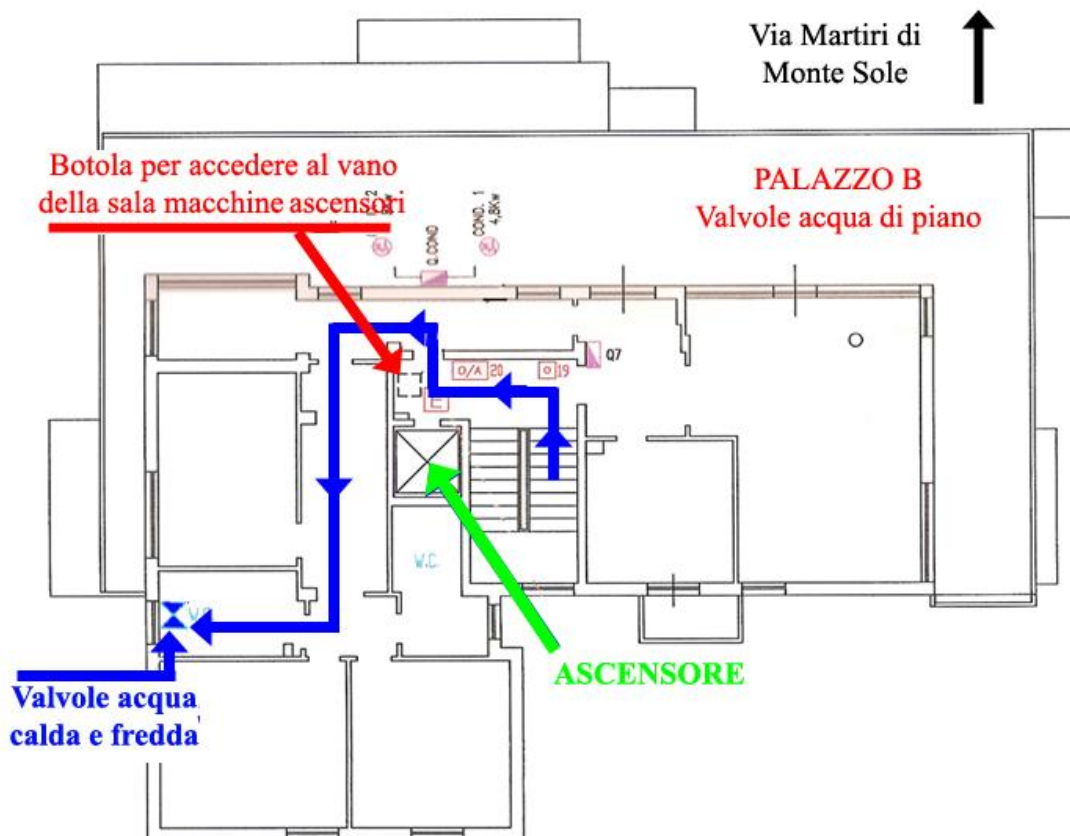 Via Martiri di
Monte Sole
Botola per accedere al vano
della sala macchine ascensori
PALAZZO B
Valvole acqua di piano
2
Q.COND
COND. 1
4,8Kw
O/A 20
19
Q7
E
W.C.
ASCENSORE
Valvole acqua
calda e fredda